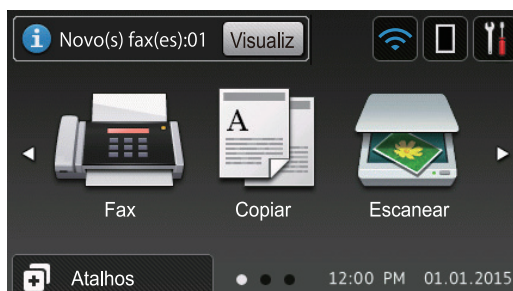 Novo(s) fax(es):01 Visualiz
A
Fax Copiar Escanear
Atalhos 12:00 PM 01.01.2015